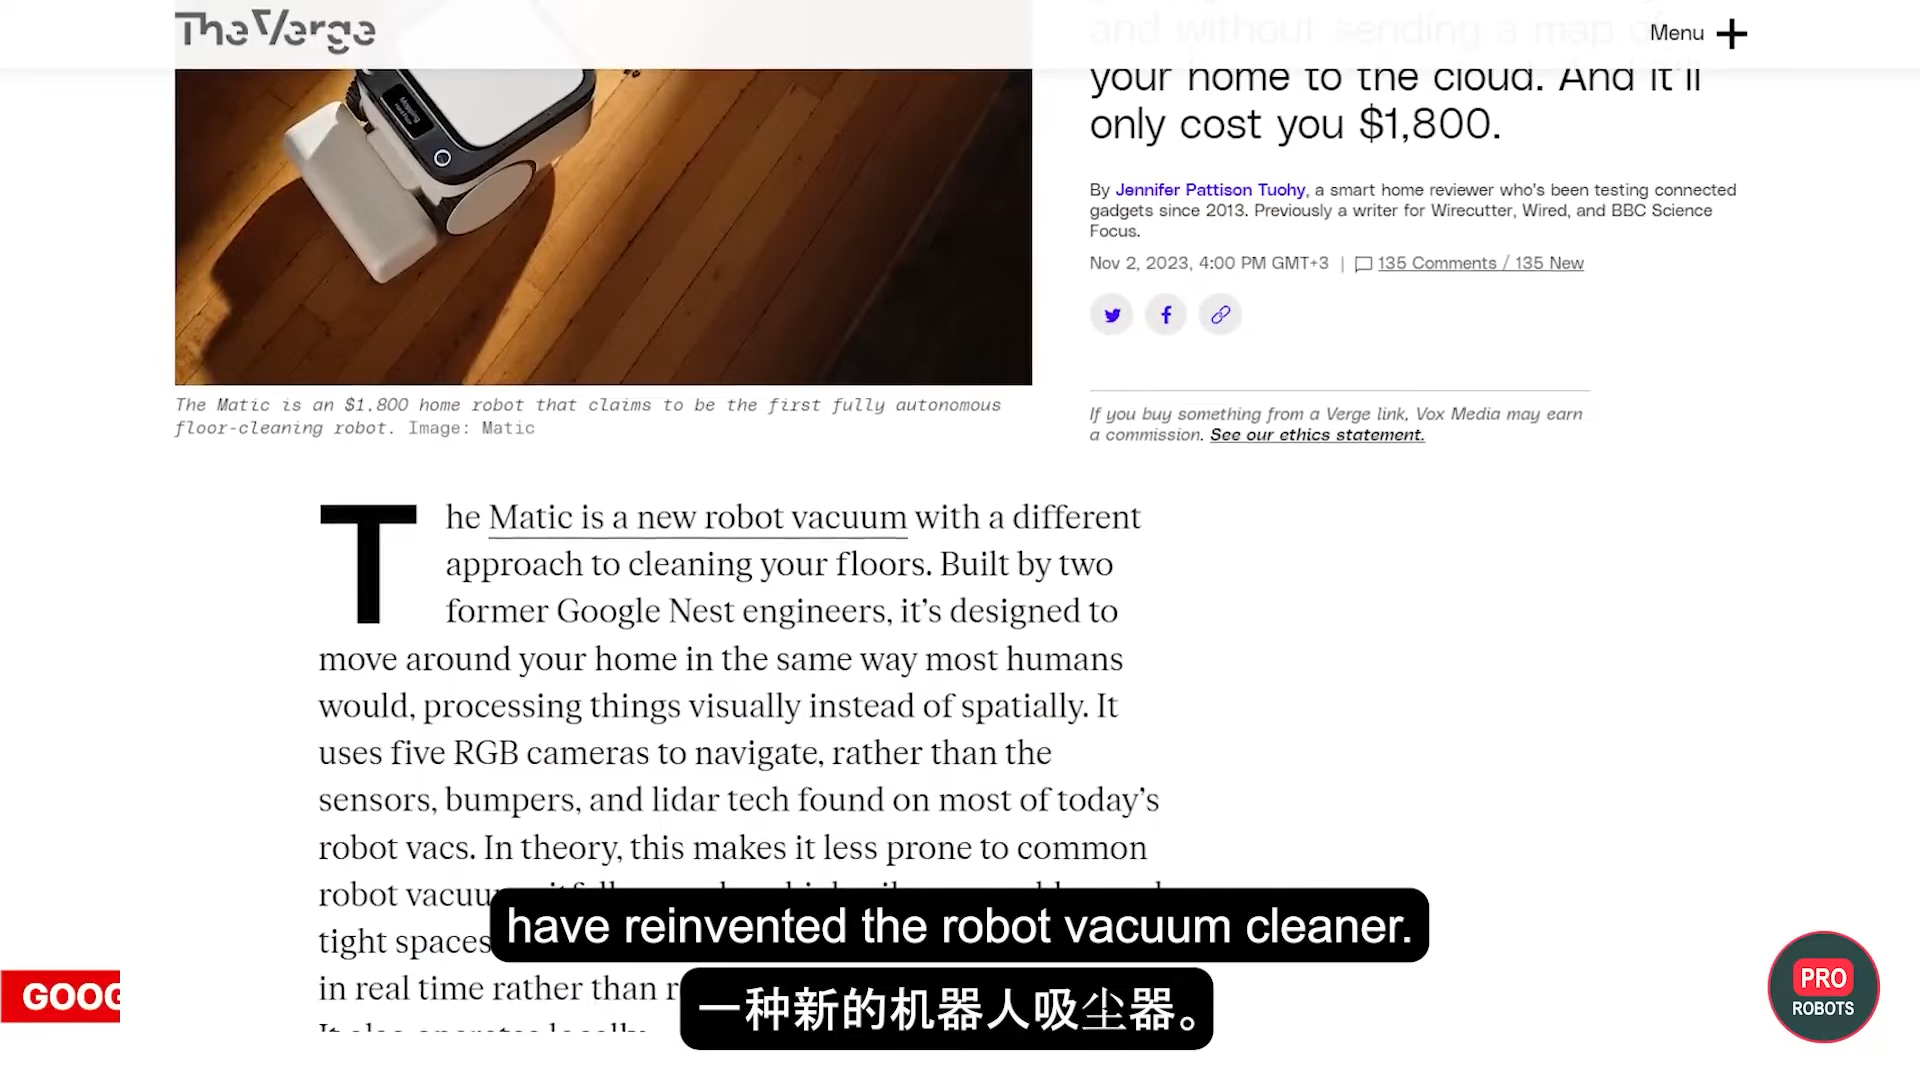 The Verge
Menu
and without sending a map of
your home to the cloud. And it'll
only cost you $1,800.
By Jennifer Pattison Tuohy, a smart home reviewer who's been testing connected
gadgets since 2013. Previously a writer for Wirecutter, Wired, and BBC Science
Focus.
Nov 2, 2023, 4:00 PM GMT+3 | 135 Comments / 135 New
The Matic is an $1,800 home robot that claims to be the first fully autonomous
floor-cleaning robot. Image: Matic
If you buy something from a Verge link, Vox Media may earn
a commission. See our ethics statement.
The Matic is a new robot vacuum with a different
approach to cleaning your floors. Built by two
former Google Nest engineers, it's designed to
move around your home in the same way most humans
would, processing things visually instead of spatially. It
uses five RGB cameras to navigate, rather than the
sensors, bumpers, and lidar tech found on most of today's
robot vacs. In theory, this makes it less prone to common
robot
tight spaces
in real time rather than
It also operates locally
have reinvented the robot vacuum cleaner.
一种新的机器人吸尘器。
GOOG
PRO
ROBOTS